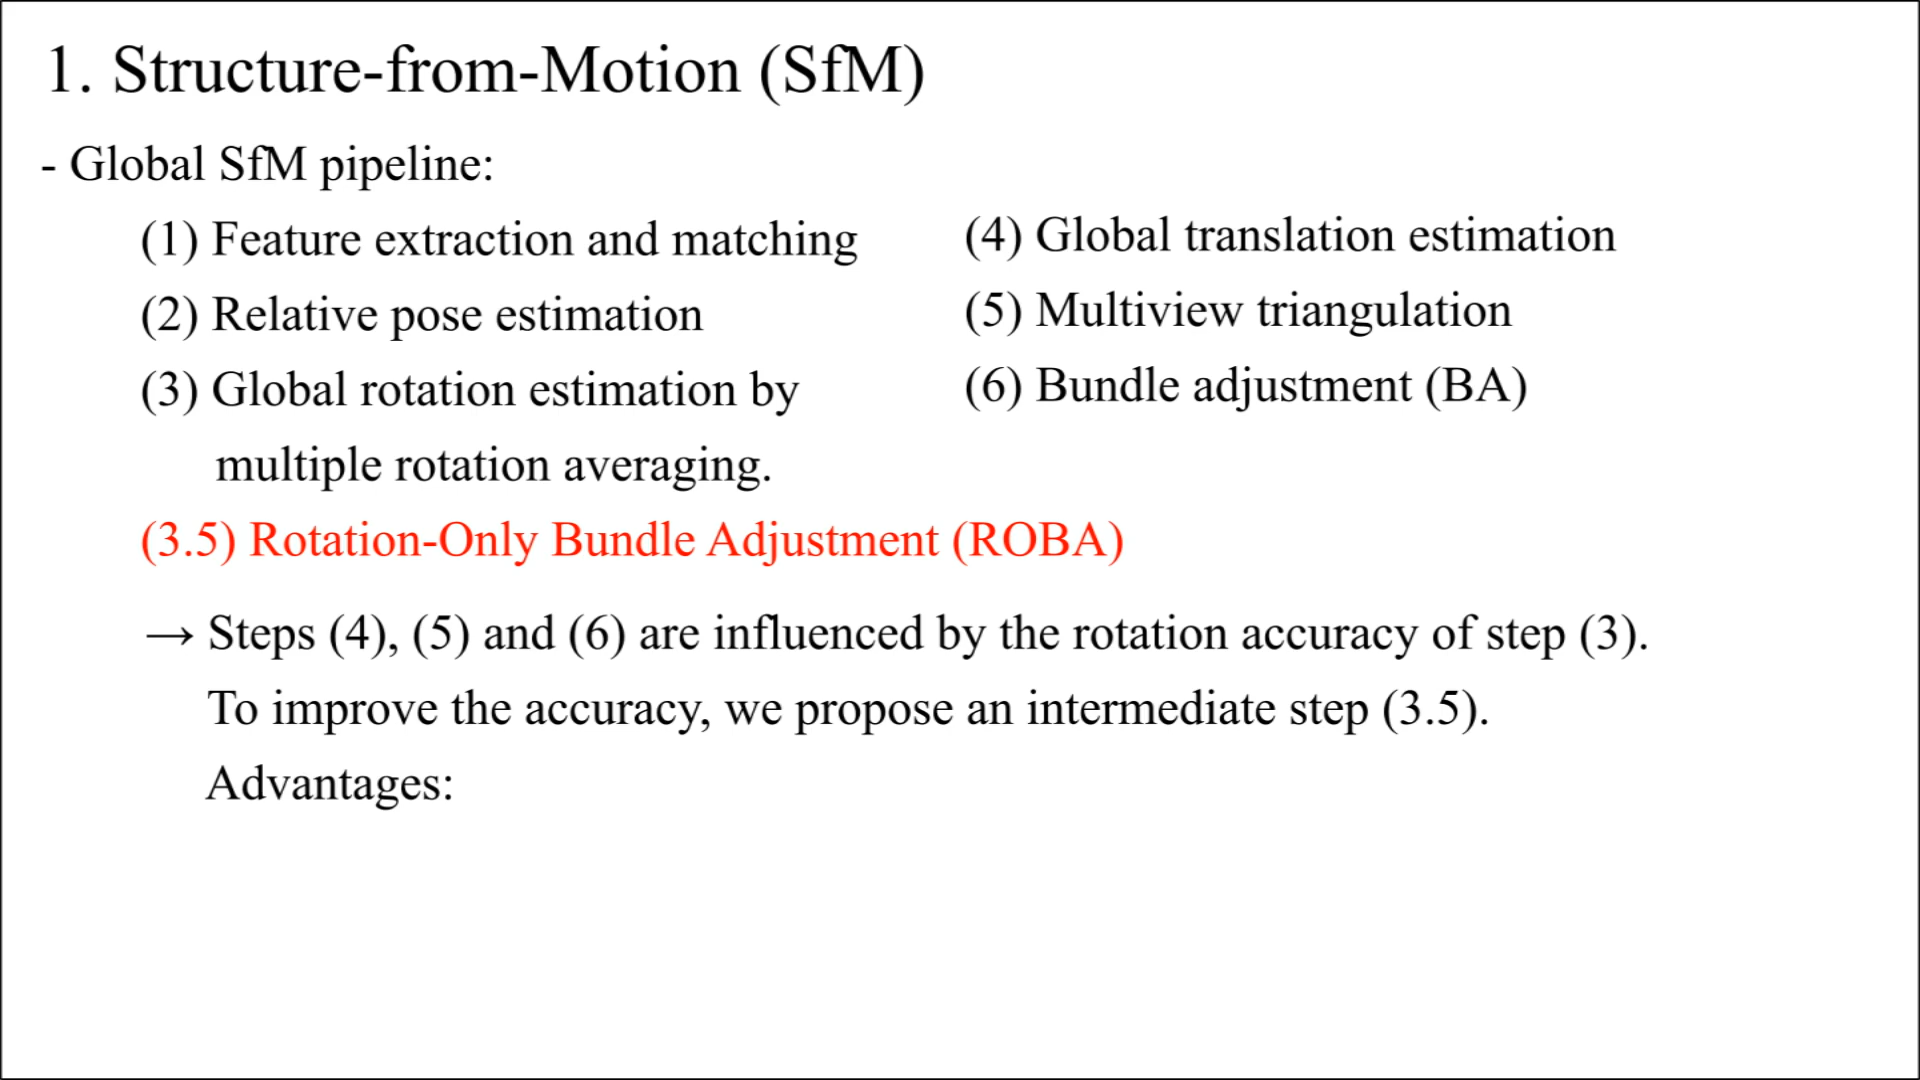 1. Structure-from-Motion (SfM)
- Global SfM pipeline:
(1) Feature extraction and matching
(2) Relative pose estimation
(3) Global rotation estimation by
multiple rotation averaging.
(4) Global translation estimation
(5) Multiview triangulation
(6) Bundle adjustment (BA)
(3.5) Rotation-Only Bundle Adjustment (ROBA)
→ Steps (4), (5) and (6) are influenced by the rotation accuracy of step (3).
To improve the accuracy, we propose an intermediate step (3.5).
Advantages: